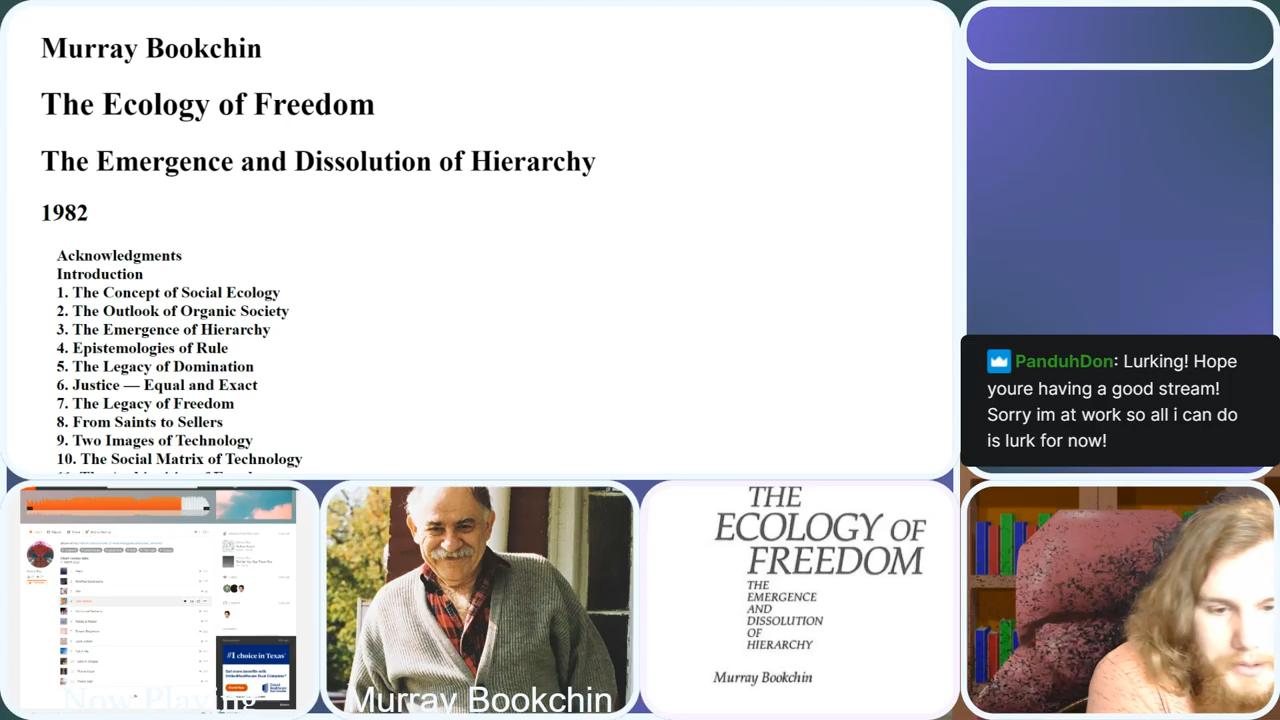 Murray Bookchin
The Ecology of Freedom
The Emergence and Dissolution of Hierarchy
1982
Acknowledgments
Introduction
1. The Concept of Social Ecology
2. The Outlook of Organic Society
3. The Emergence of Hierarchy
4. Epistemologies of Rule
5. The Legacy of Domination
6. Justice — Equal and Exact
7. The Legacy of Freedom
8. From Saints to Sellers
9. Two Images of Technology
10. The Social Matrix of Technology
PanduhDon: Lurking! Hope
youre having a good stream!
Sorry im at work so all i can do
is lurk for now!
#1 choice in Texas
Now Playing
Murray Bookchin
THE
ECOLOGY OF
FREEDOM
THE
EMERGENCE
AND
DISSOLUTION
OF
HIERARCHY
Murray Bookchin